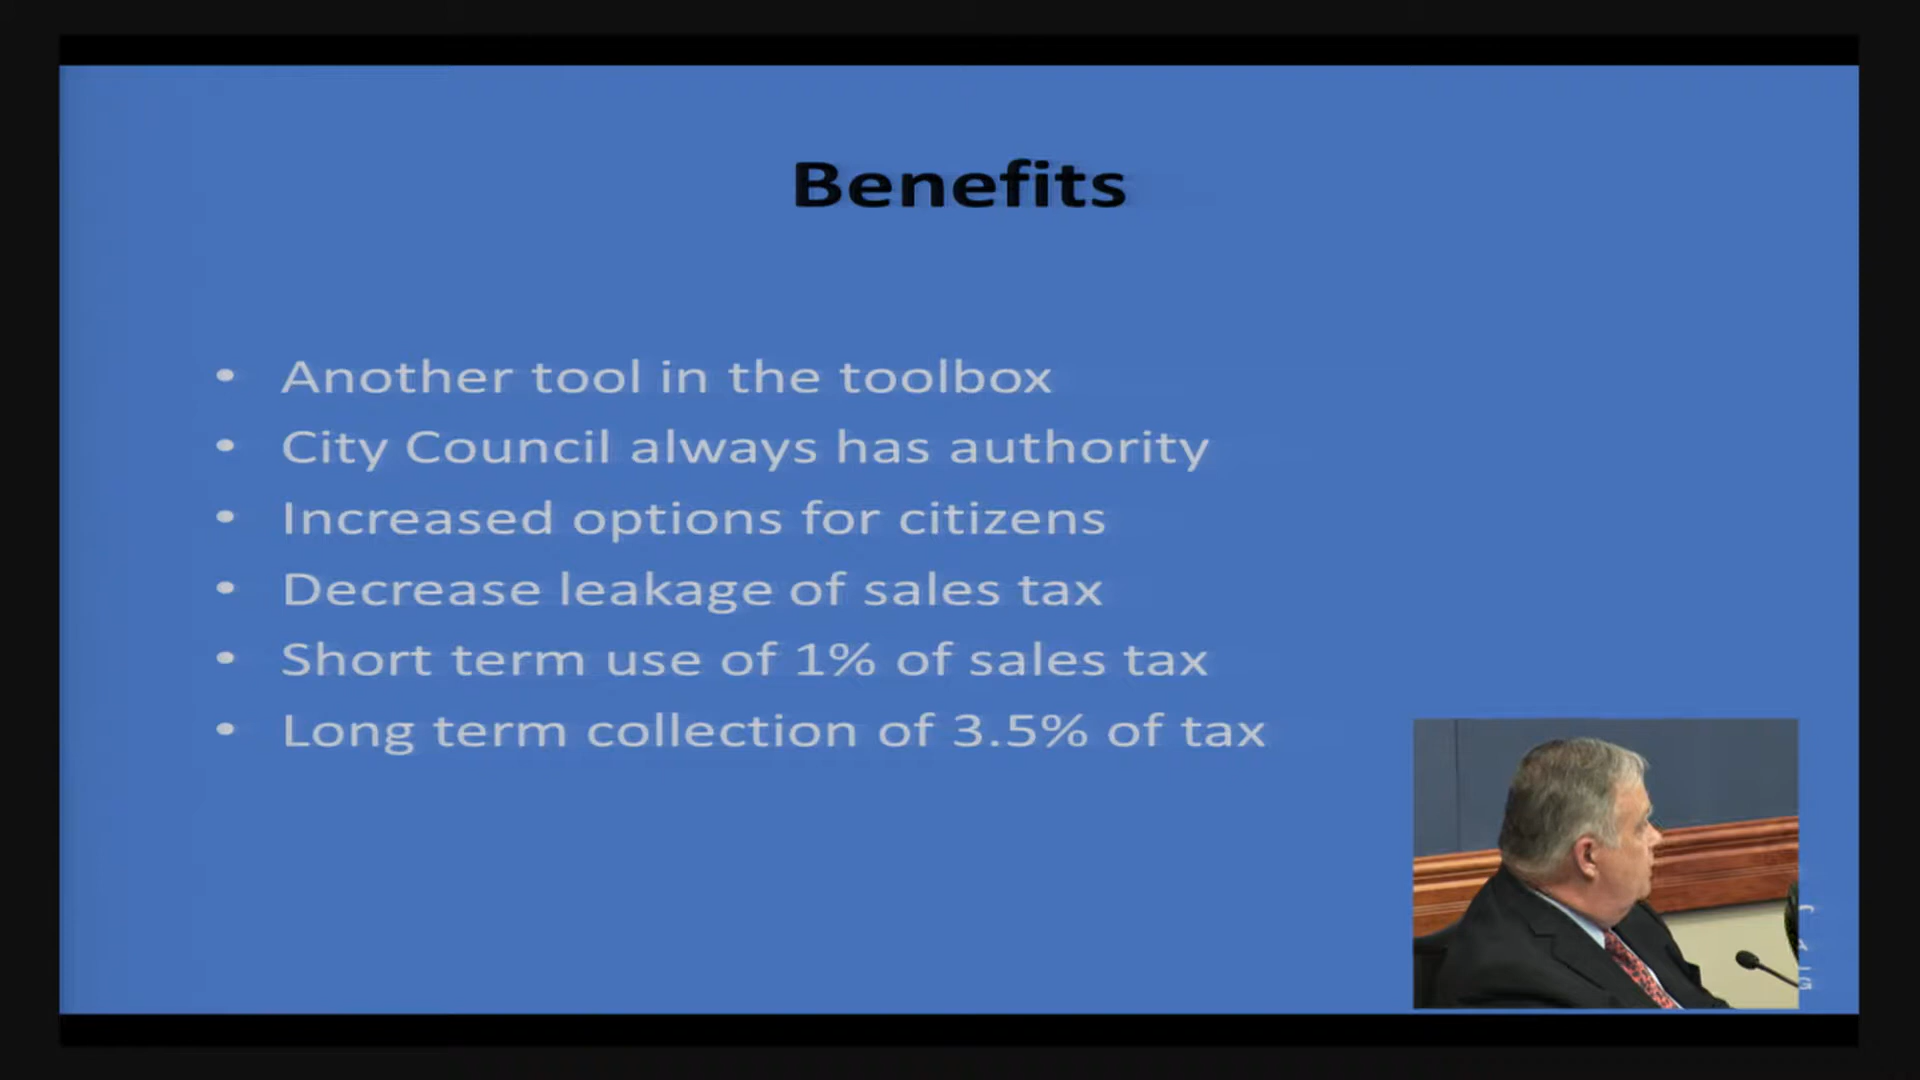 Benefits
• Another tool in the toolbox
• City Council always has authority
• Increased options for citizens
• Decrease leakage of sales tax
• Short term use of 1% of sales tax
• Long term collection of 3.5% of tax